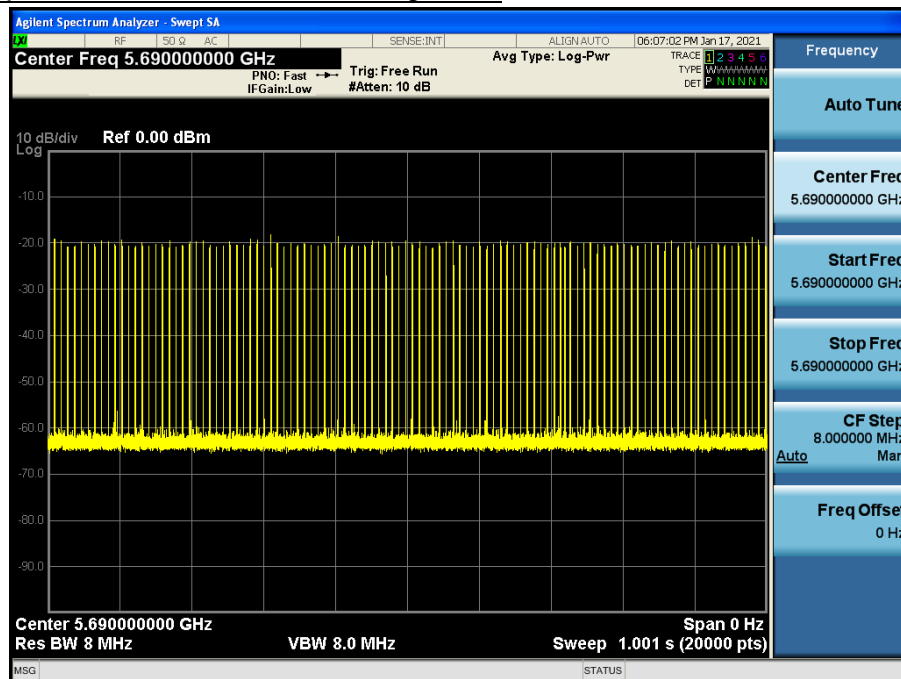 Agilent Spectrum Analyzer - Swept SA
LXI RF 50 Ω AC SENSE:INT ALIGN AUTO 06:07:02 PM Jan 17, 2021
Center Freq 5.690000000 GHz Avg Type: Log-Pwr TRACE 1 2 3 4 5 6
PNO: Fast Trig: Free Run TYPE WWWWWW
IFGain:Low #Atten: 10 dB DET P N N N N N
10 dB/div Ref 0.00 dBm
Log
-10.0
-20.0
-30.0
-40.0
-50.0
-60.0
-70.0
-80.0
-90.0
Center 5.690000000 GHz Span 0 Hz
Res BW 8 MHz VBW 8.0 MHz Sweep 1.001 s (20000 pts)
MSG STATUS
Frequency
Auto Tune
Center Freq
5.690000000 GHz
Start Freq
5.690000000 GHz
Stop Freq
5.690000000 GHz
CF Step
8.000000 MHz
Auto Man
Freq Offset
0 Hz